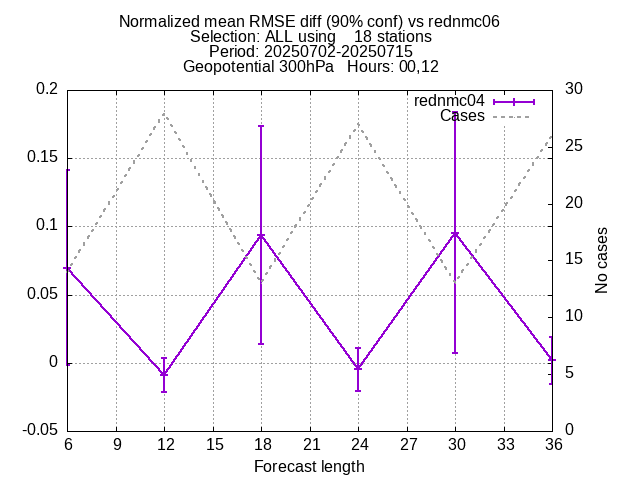 Normalized mean RMSE diff (90% conf) vs rednmc06
Selection: ALL using    18 stations
Period: 20250702-20250715
Geopotential 300hPa   Hours: 00,12
rednmc04
Cases
0.2
0.15
0.1
0.05
0
-0.05
30
25
20
15
10
5
0
No cases
6 9 12 15 18 21 24 27 30 33 36
Forecast length